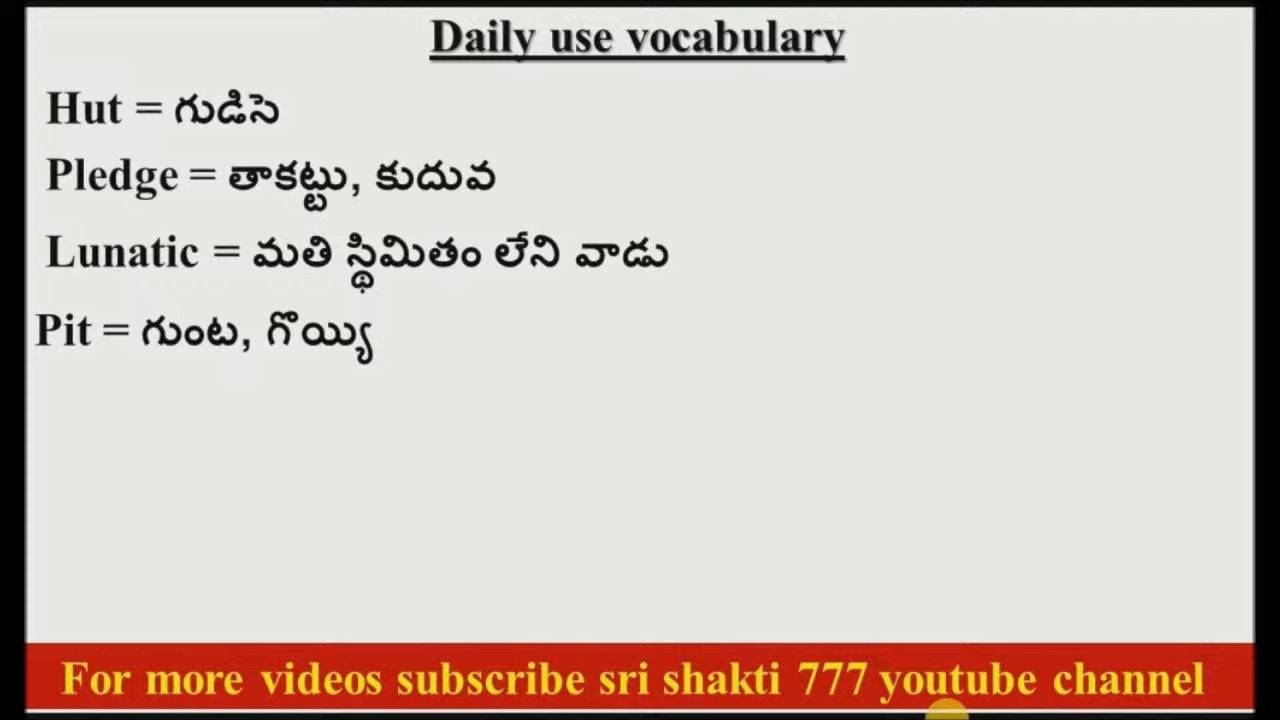 Daily use vocabulary
Hut = గుడిసె
Pledge = తాకట్టు, కుదువ
Lunatic = మతి స్థిమితం లేని వాడు
Pit = గుంట, గొయ్యి
For more videos subscribe sri shakti 777 youtube channel